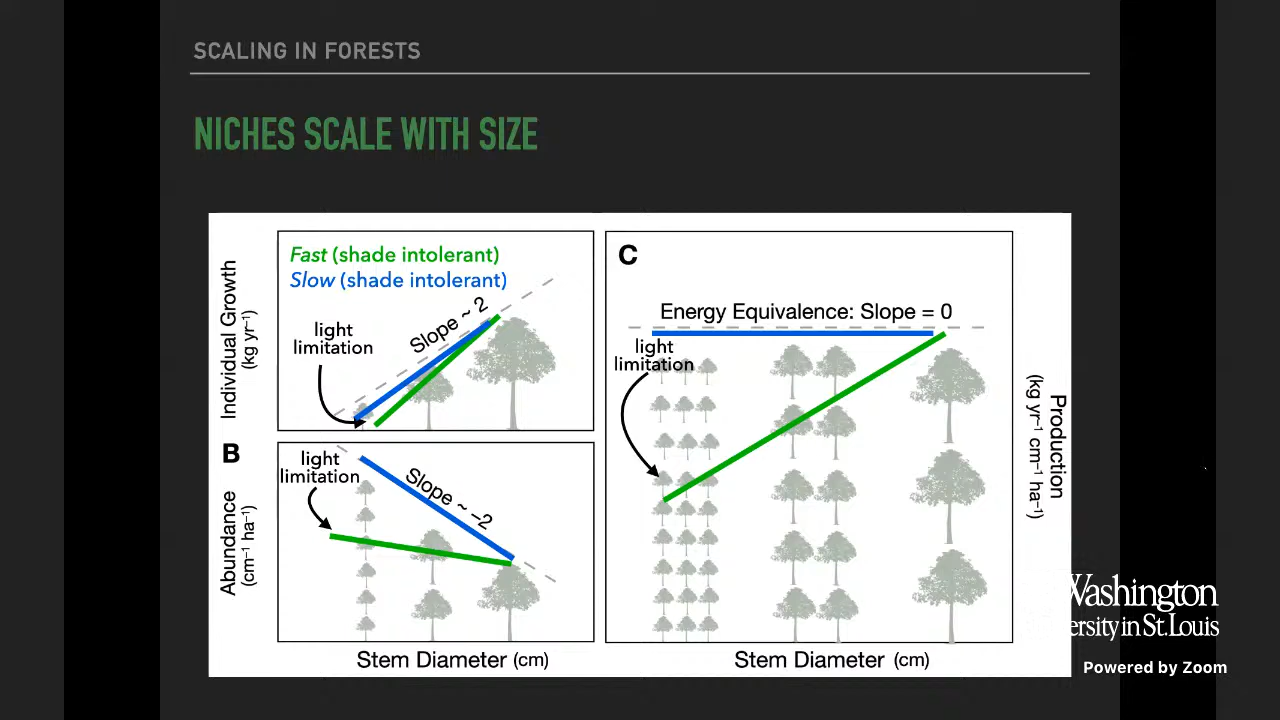 SCALING IN FORESTS
NICHES SCALE WITH SIZE
Individual Growth
(kg yr⁻¹)
Fast (shade intolerant)
Slow (shade intolerant)
light
limitation
Slope ~ 2
B
Abundance
(cm⁻¹ ha⁻¹)
light
limitation
Slope ~ −2
Stem Diameter (cm)
C
Energy Equivalence: Slope = 0
light
limitation
Production
(kg yr⁻¹ cm⁻¹ ha⁻¹)
Stem Diameter (cm)
Washington
ersity in St. Louis
Powered by Zoom